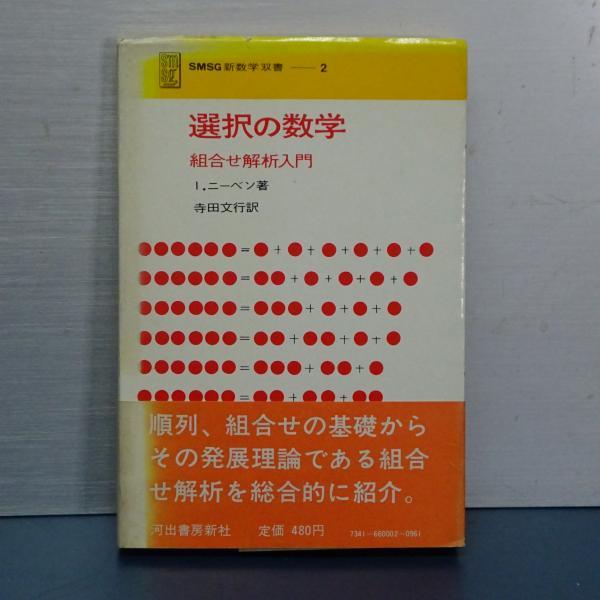 smsg
SMSG 新数学双書 — 2
選択の数学
組合せ解析入門
I.ニーベン著
寺田文行訳
= + + + + +
= + + + +
= + + +
= + + +
= + +
= + +
順列、組合せの基礎から
その発展理論である組合
せ解析を総合的に紹介。
河出書房新社 定価 480円 7341-660002-0961